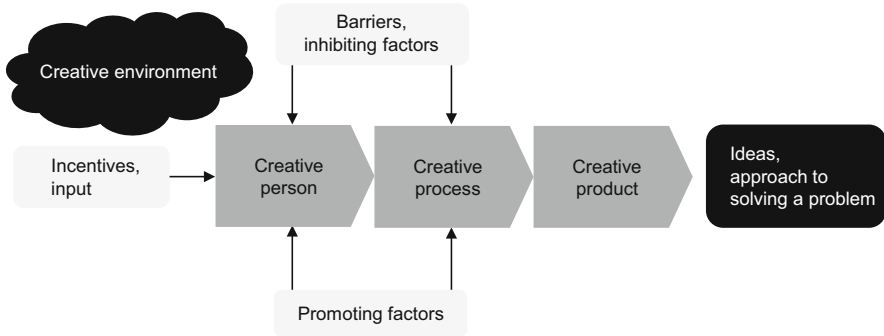 Barriers,
inhibiting factors
Creative environment
Incentives,
input
Creative
person
Creative
process
Creative
product
Ideas,
approach to
solving a problem
Promoting factors